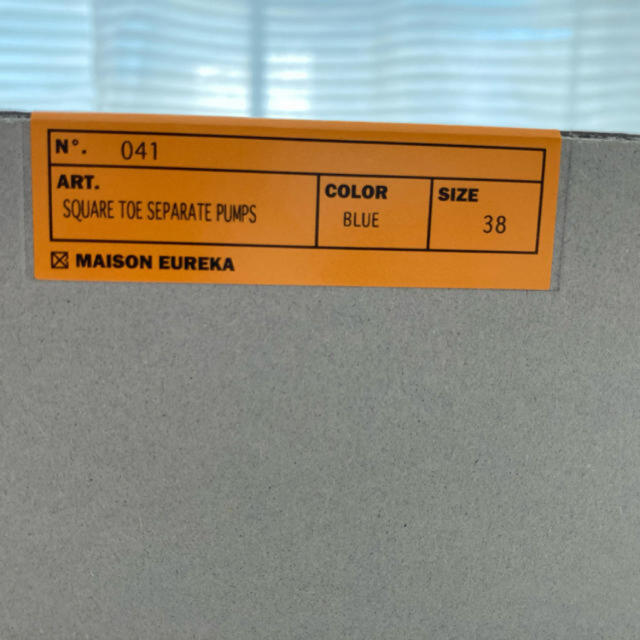 N°. 041
ART. COLOR SIZE
SQUARE TOE SEPARATE PUMPS BLUE 38
MAISON EUREKA